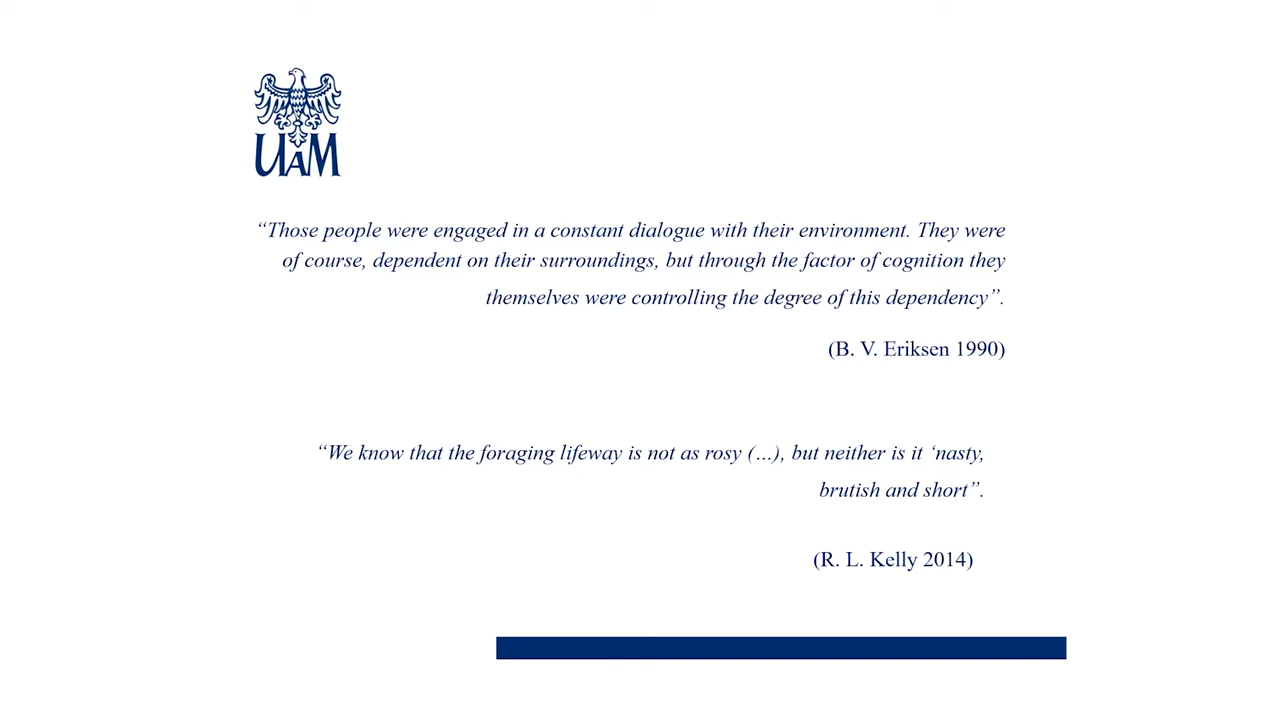 UAM
“Those people were engaged in a constant dialogue with their environment. They were
of course, dependent on their surroundings, but through the factor of cognition they
themselves were controlling the degree of this dependency”.
(B. V. Eriksen 1990)
“We know that the foraging lifeway is not as rosy (…), but neither is it ‘nasty,
brutish and short”.
(R. L. Kelly 2014)